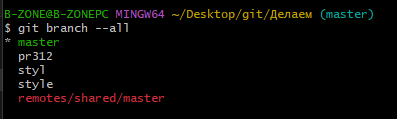 B-ZONE@B-ZONEPC MINGW64 ~/Desktop/git/Делаем (master)
$ git branch --all
* master
  pr312
  styl
  style
  remotes/shared/master